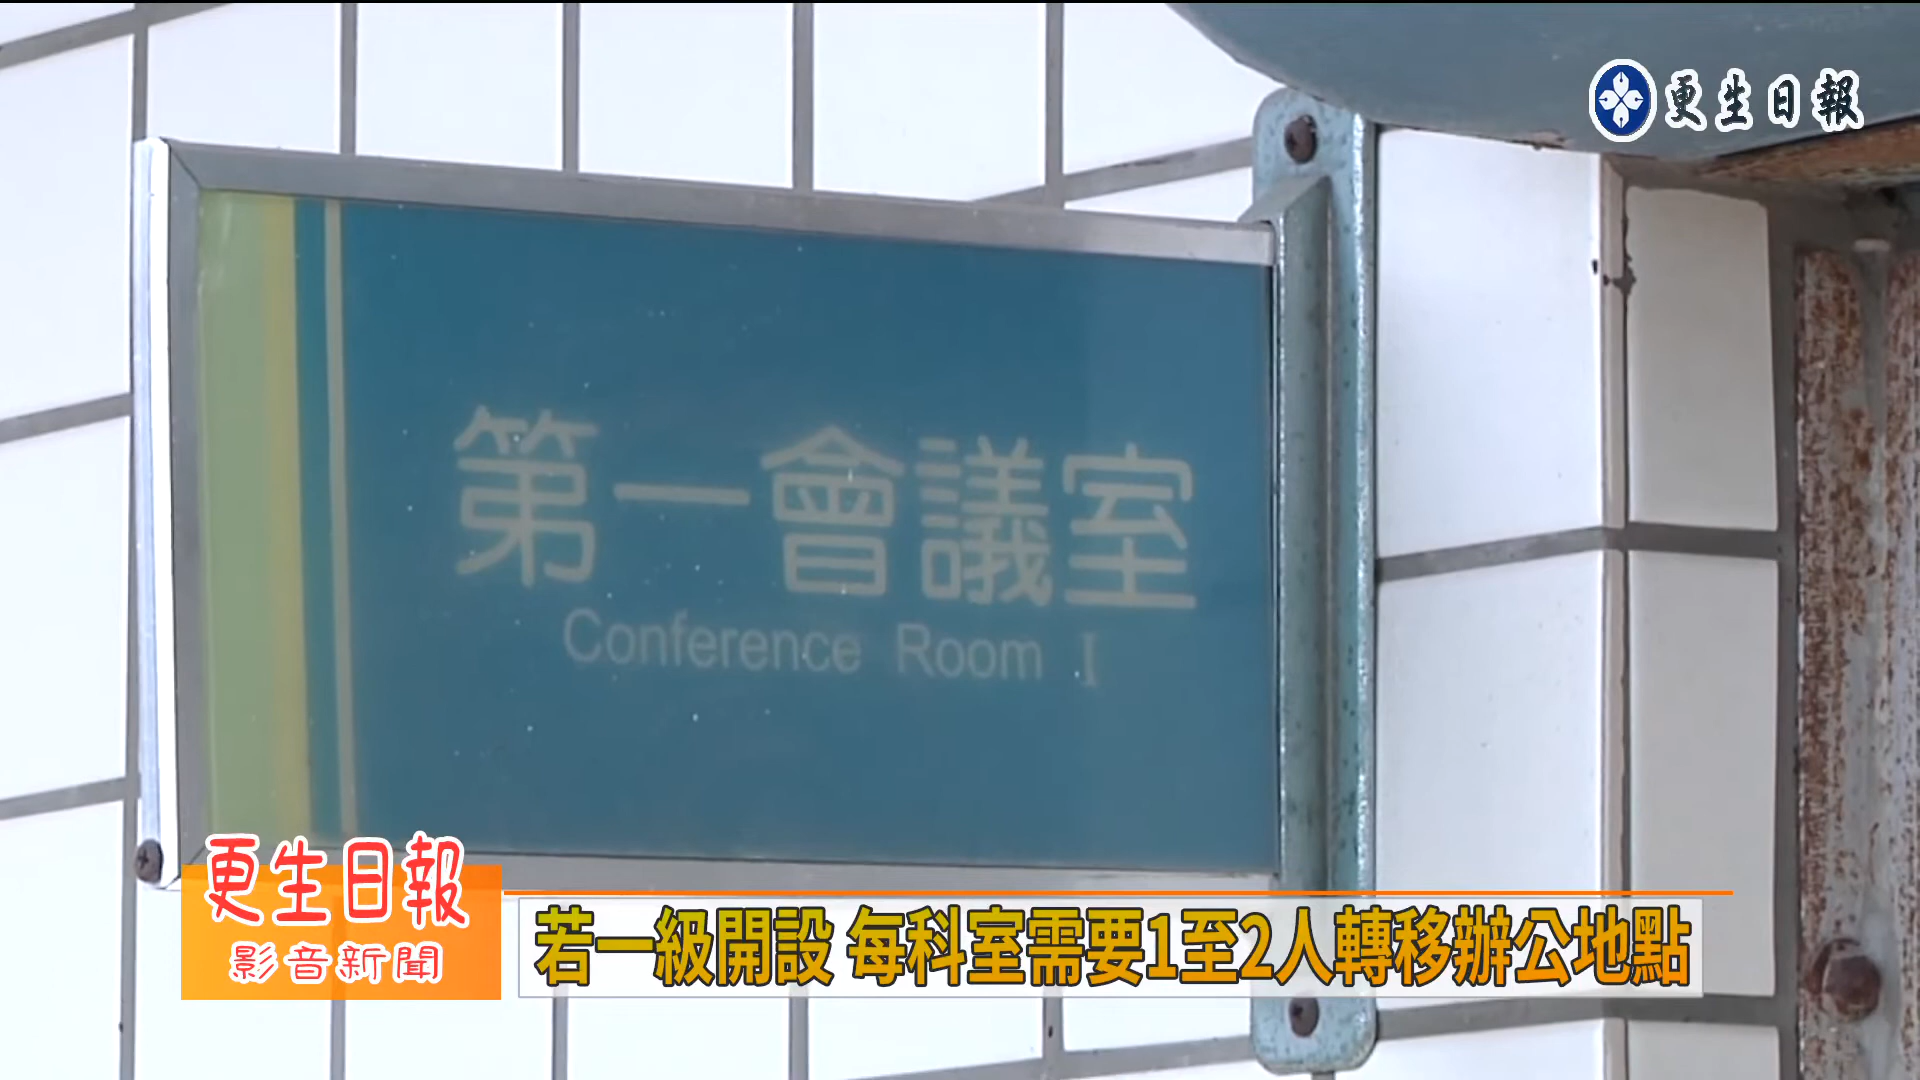 更生日報
第一會議室
Conference Room I
更生日報
影音新聞
若一級開設 每科室需要1至2人轉移辦公地點